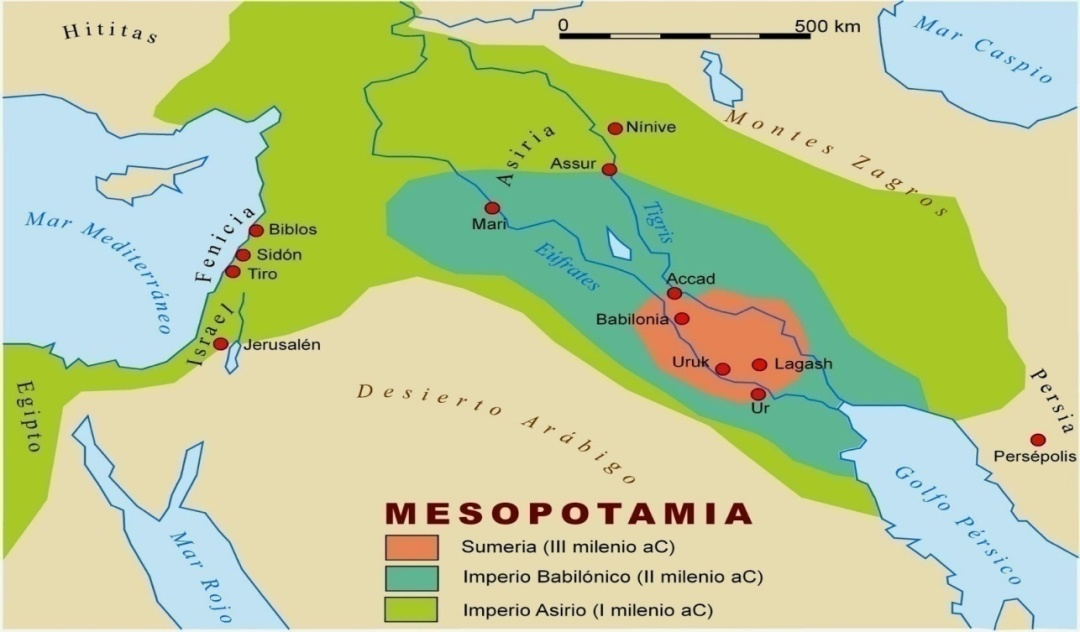 Hititas
0
500 km
Mar Caspio
Nínive
Montes Zagros
Asiria
Assur
Mari
Tigris
Éufrates
Mar Mediterráneo
Fenicia
Biblos
Sidón
Tiro
Israel
Jerusalén
Accad
Babilonia
Uruk
Lagash
Ur
Egipto
Desierto Arábigo
Persia
Persépolis
Golfo Pérsico
Mar Rojo
MESOPOTAMIA
Sumeria (III milenio aC)
Imperio Babilónico (II milenio aC)
Imperio Asirio (I milenio aC)